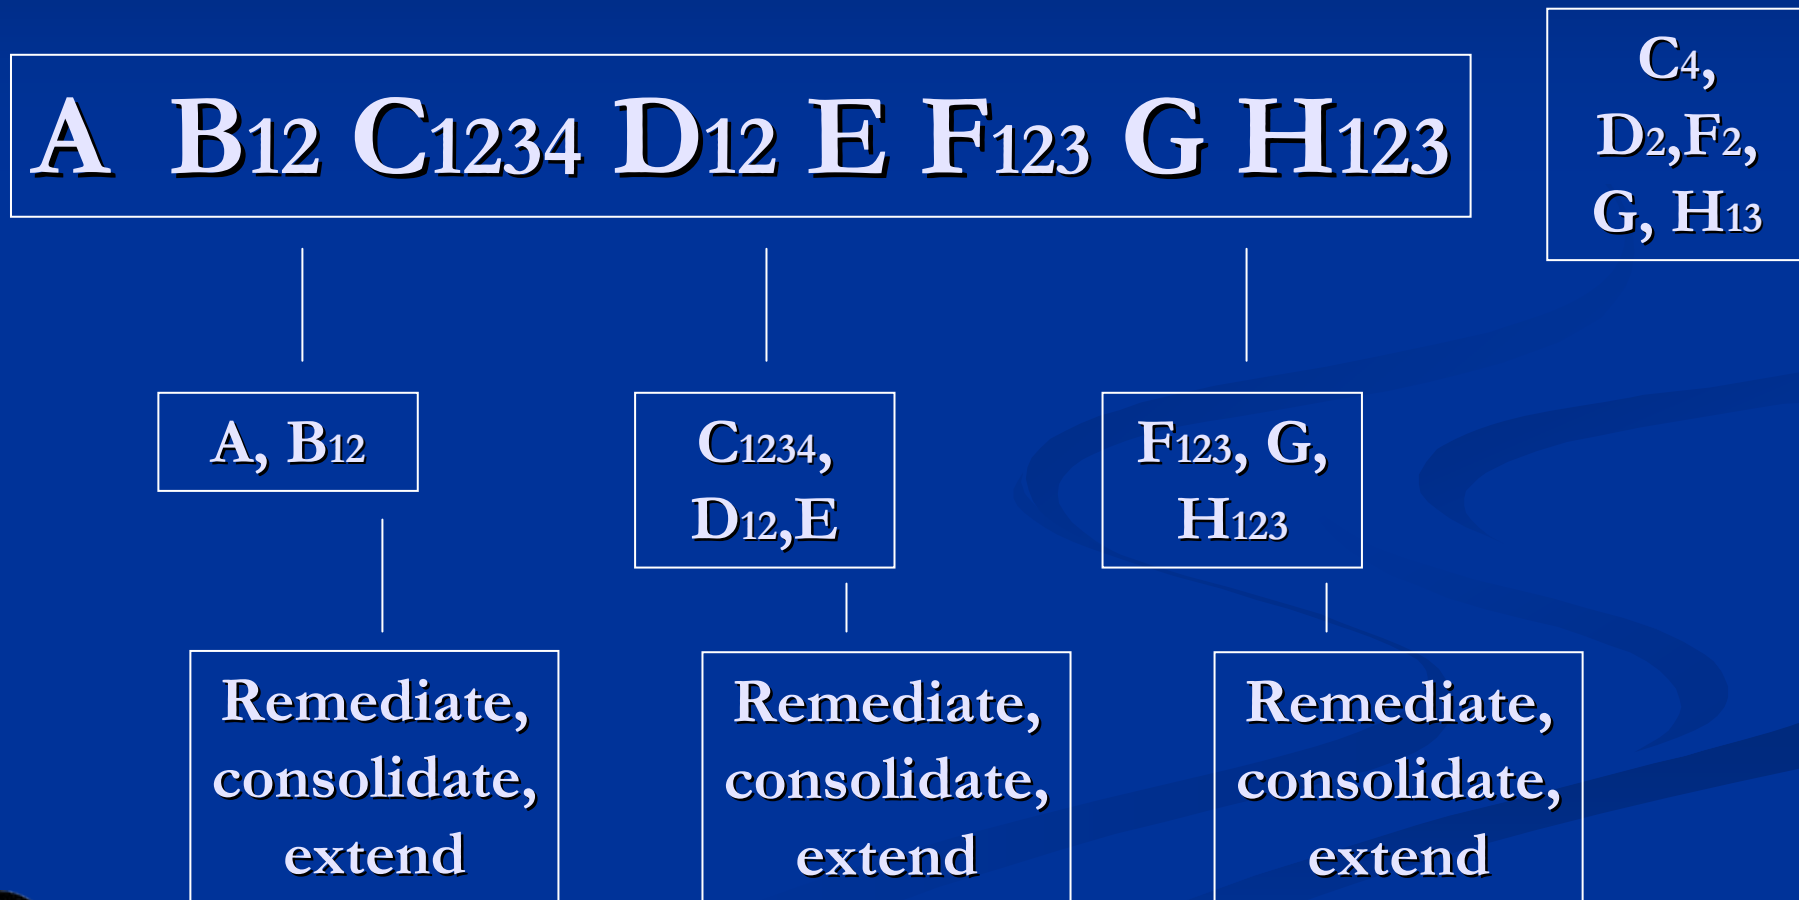 A B12 C1234 D12 E F123 G H123
C4,
D2,F2,
G, H13
A, B12
C1234,
D12,E
F123, G,
H123
Remediate,
consolidate,
extend
Remediate,
consolidate,
extend
Remediate,
consolidate,
extend